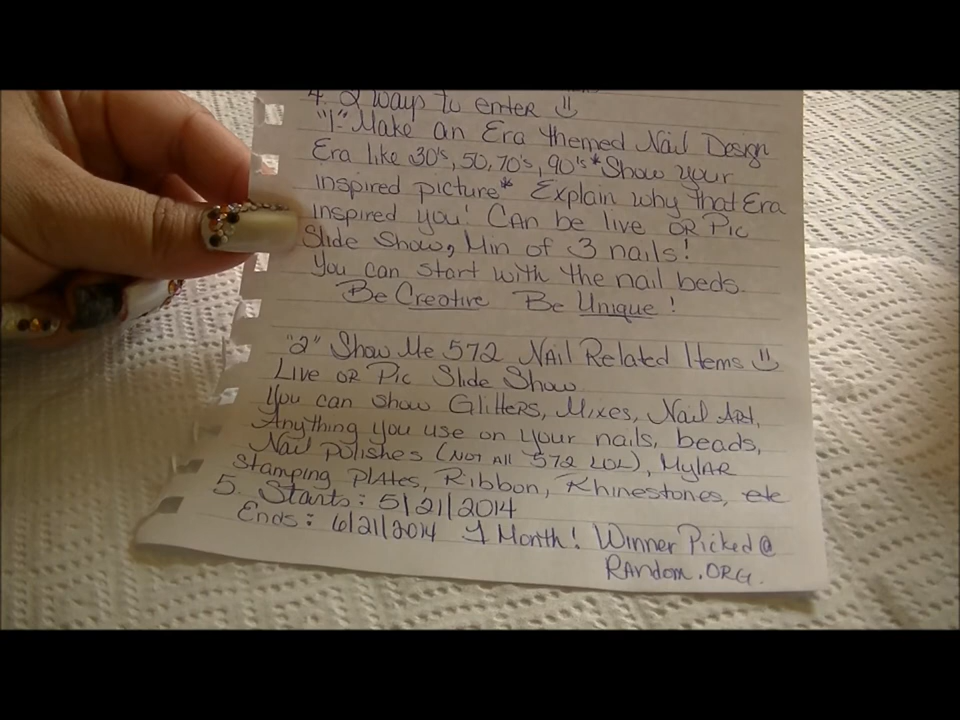 4. 2 ways to enter
"1" Make an Era themed Nail Design
Era like 30's, 50, 70's, 90's *Show your
inspired picture* Explain why that Era
inspired you! CAn be live OR Pic
Slide Show, Min of 3 nails!
You can start with the nail beds.
Be Creative Be Unique!
"2" Show Me 572 NAil Related Items
Live OR Pic Slide Show
You can show Glitters, Mixes, Nail ART,
Anything you use on your nails, beads,
Nail polishes (NOT All 572 LOL), MylAR
stamping PlAtes, Ribbon, Rhinestones, etc
5. Starts: 5/21/2014
Ends: 6/21/2014 1 Month! Winner Picked @
RAndom.ORG.